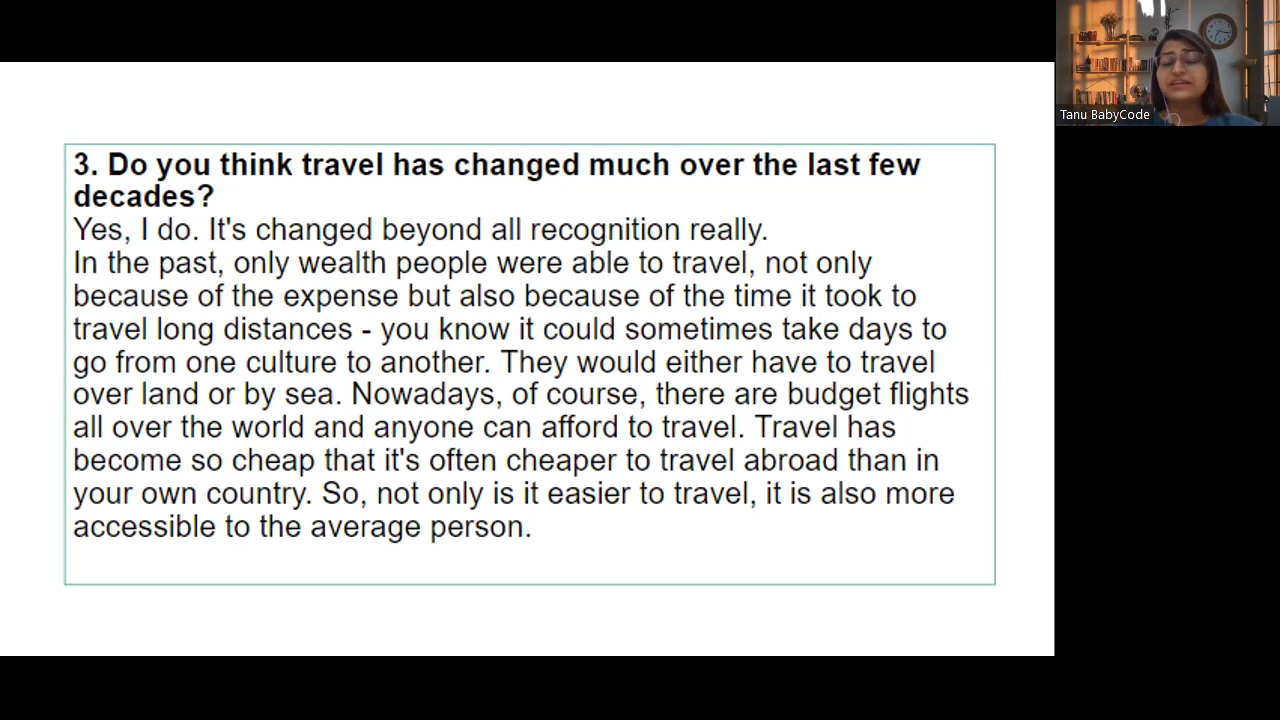 3. Do you think travel has changed much over the last few
decades?
Yes, I do. It's changed beyond all recognition really.
In the past, only wealth people were able to travel, not only
because of the expense but also because of the time it took to
travel long distances - you know it could sometimes take days to
go from one culture to another. They would either have to travel
over land or by sea. Nowadays, of course, there are budget flights
all over the world and anyone can afford to travel. Travel has
become so cheap that it's often cheaper to travel abroad than in
your own country. So, not only is it easier to travel, it is also more
accessible to the average person.
Tanu BabyCode